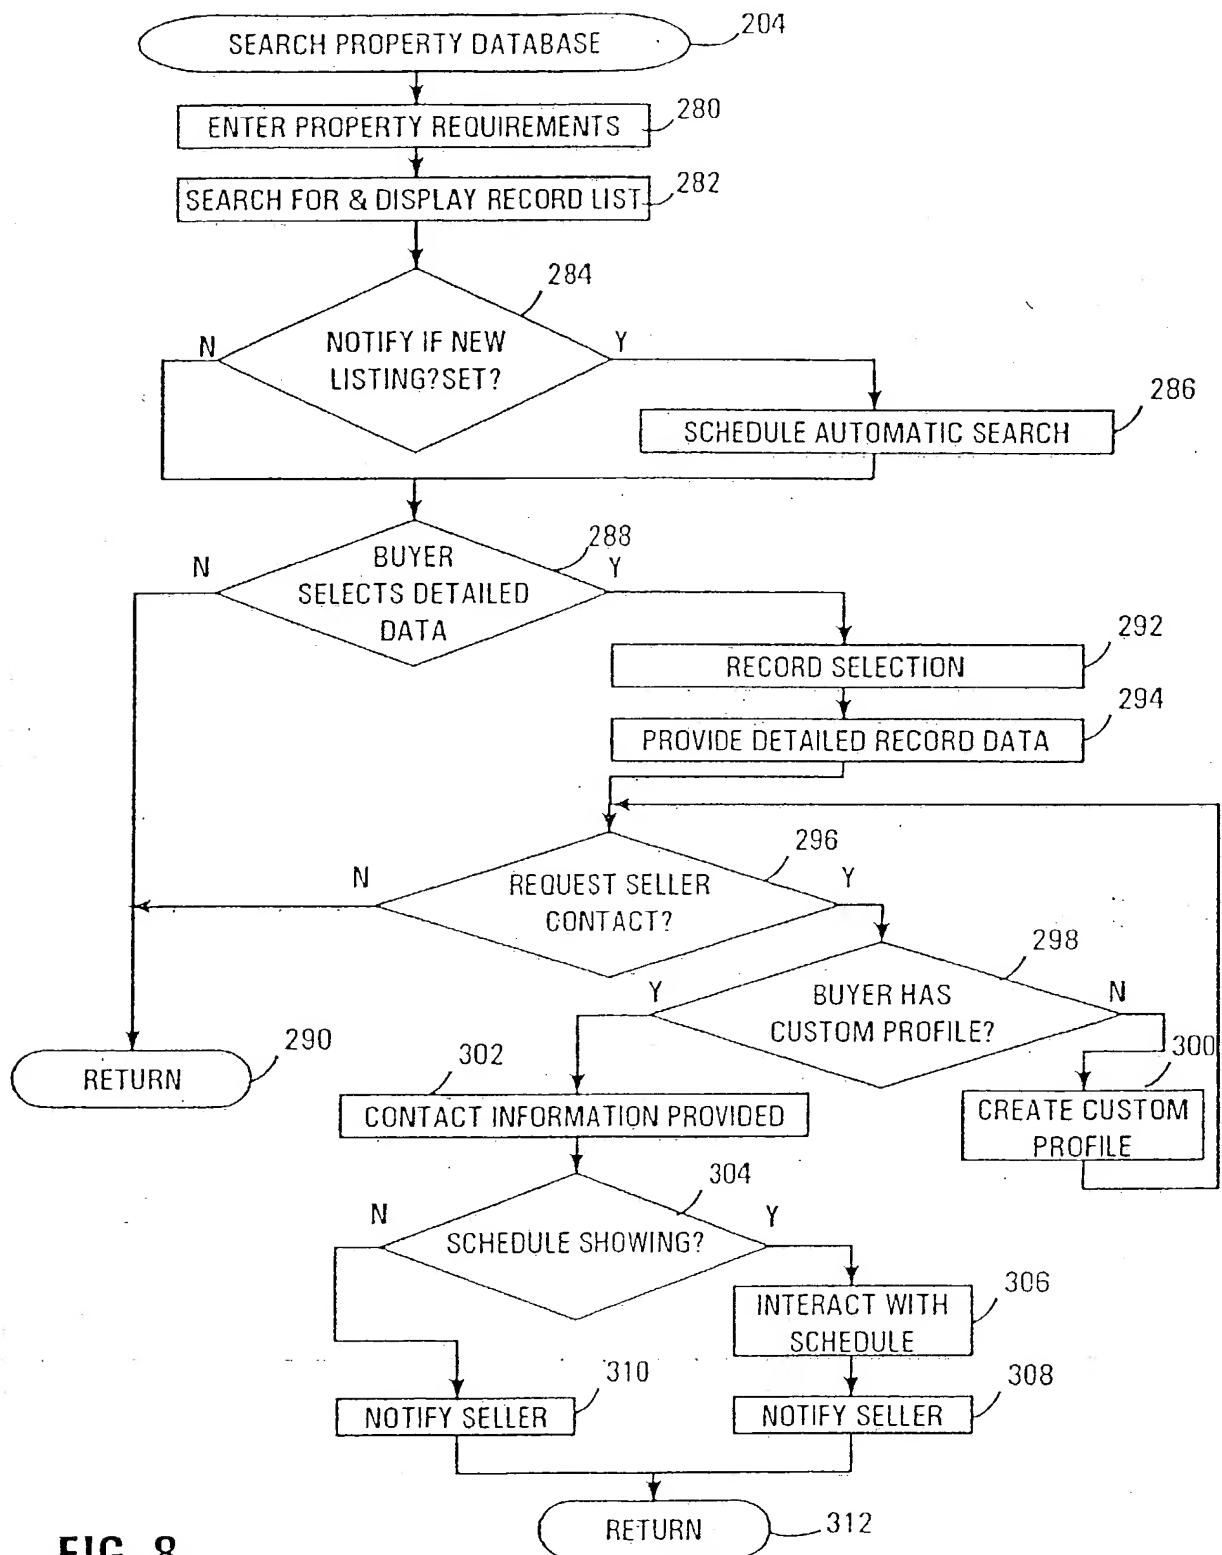 SEARCH PROPERTY DATABASE
204
ENTER PROPERTY REQUIREMENTS
280
SEARCH FOR & DISPLAY RECORD LIST
282
284
N
NOTIFY IF NEW
LISTING?SET?
Y
286
SCHEDULE AUTOMATIC SEARCH
288
N
BUYER
SELECTS DETAILED
DATA
Y
292
RECORD SELECTION
294
PROVIDE DETAILED RECORD DATA
296
N
REQUEST SELLER
CONTACT?
Y
298
Y
BUYER HAS
CUSTOM PROFILE?
N
290
RETURN
302
300
CONTACT INFORMATION PROVIDED
CREATE CUSTOM
PROFILE
304
N
SCHEDULE SHOWING?
Y
306
INTERACT WITH
SCHEDULE
310
308
NOTIFY SELLER
NOTIFY SELLER
RETURN
312
FIG. 8